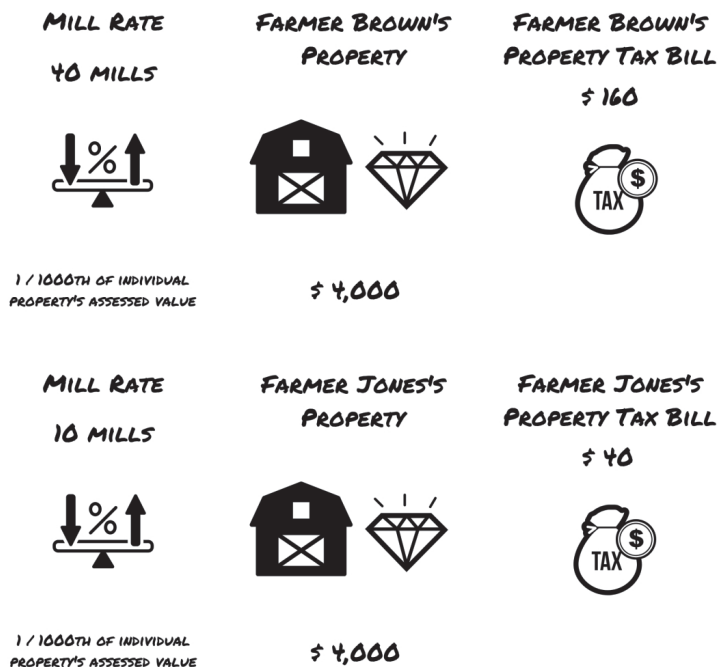 Mill Rate
40 mills
Farmer Brown's
Property
Farmer Brown's
Property Tax Bill
$ 160
%
TAX $
1 / 1000th of individual
property's assessed value
$ 4,000
Mill Rate
10 mills
Farmer Jones's
Property
Farmer Jones's
Property Tax Bill
$ 40
%
TAX $
1 / 1000th of individual
property's assessed value
$ 4,000